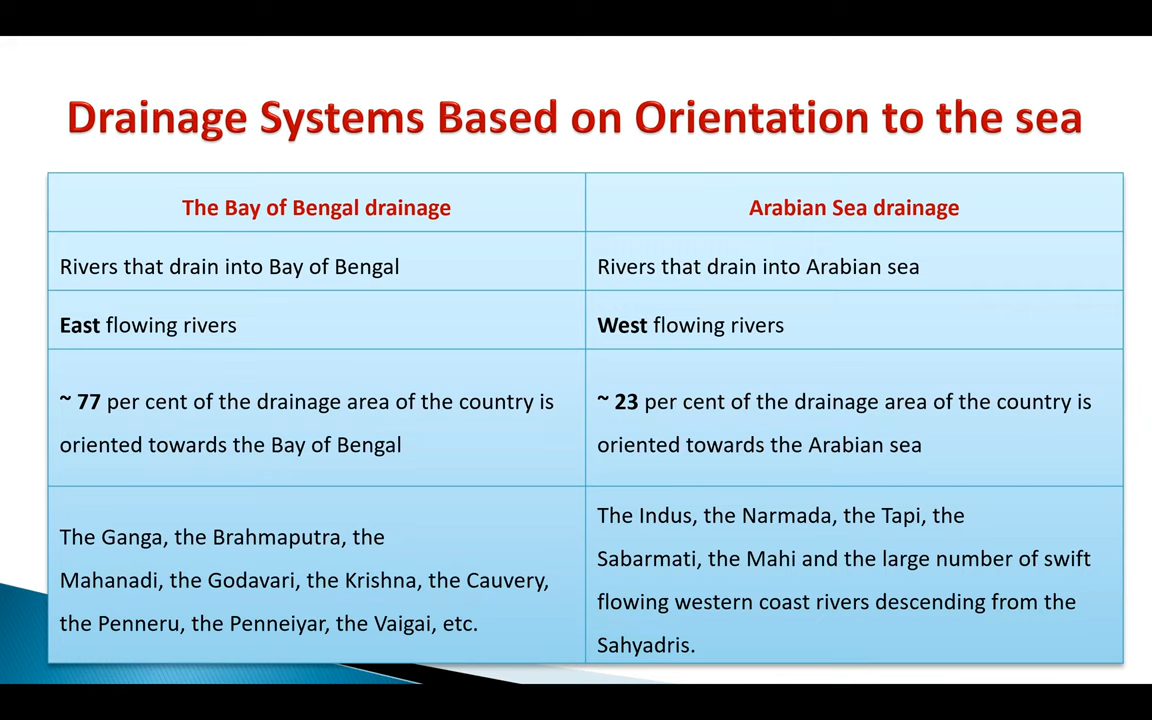 Drainage Systems Based on Orientation to the sea
The Bay of Bengal drainage
Arabian Sea drainage
Rivers that drain into Bay of Bengal
Rivers that drain into Arabian sea
East flowing rivers
West flowing rivers
~ 77 per cent of the drainage area of the country is
oriented towards the Bay of Bengal
~ 23 per cent of the drainage area of the country is
oriented towards the Arabian sea
The Ganga, the Brahmaputra, the
Mahanadi, the Godavari, the Krishna, the Cauvery,
the Penneru, the Penneiyar, the Vaigai, etc.
The Indus, the Narmada, the Tapi, the
Sabarmati, the Mahi and the large number of swift
flowing western coast rivers descending from the
Sahyadris.